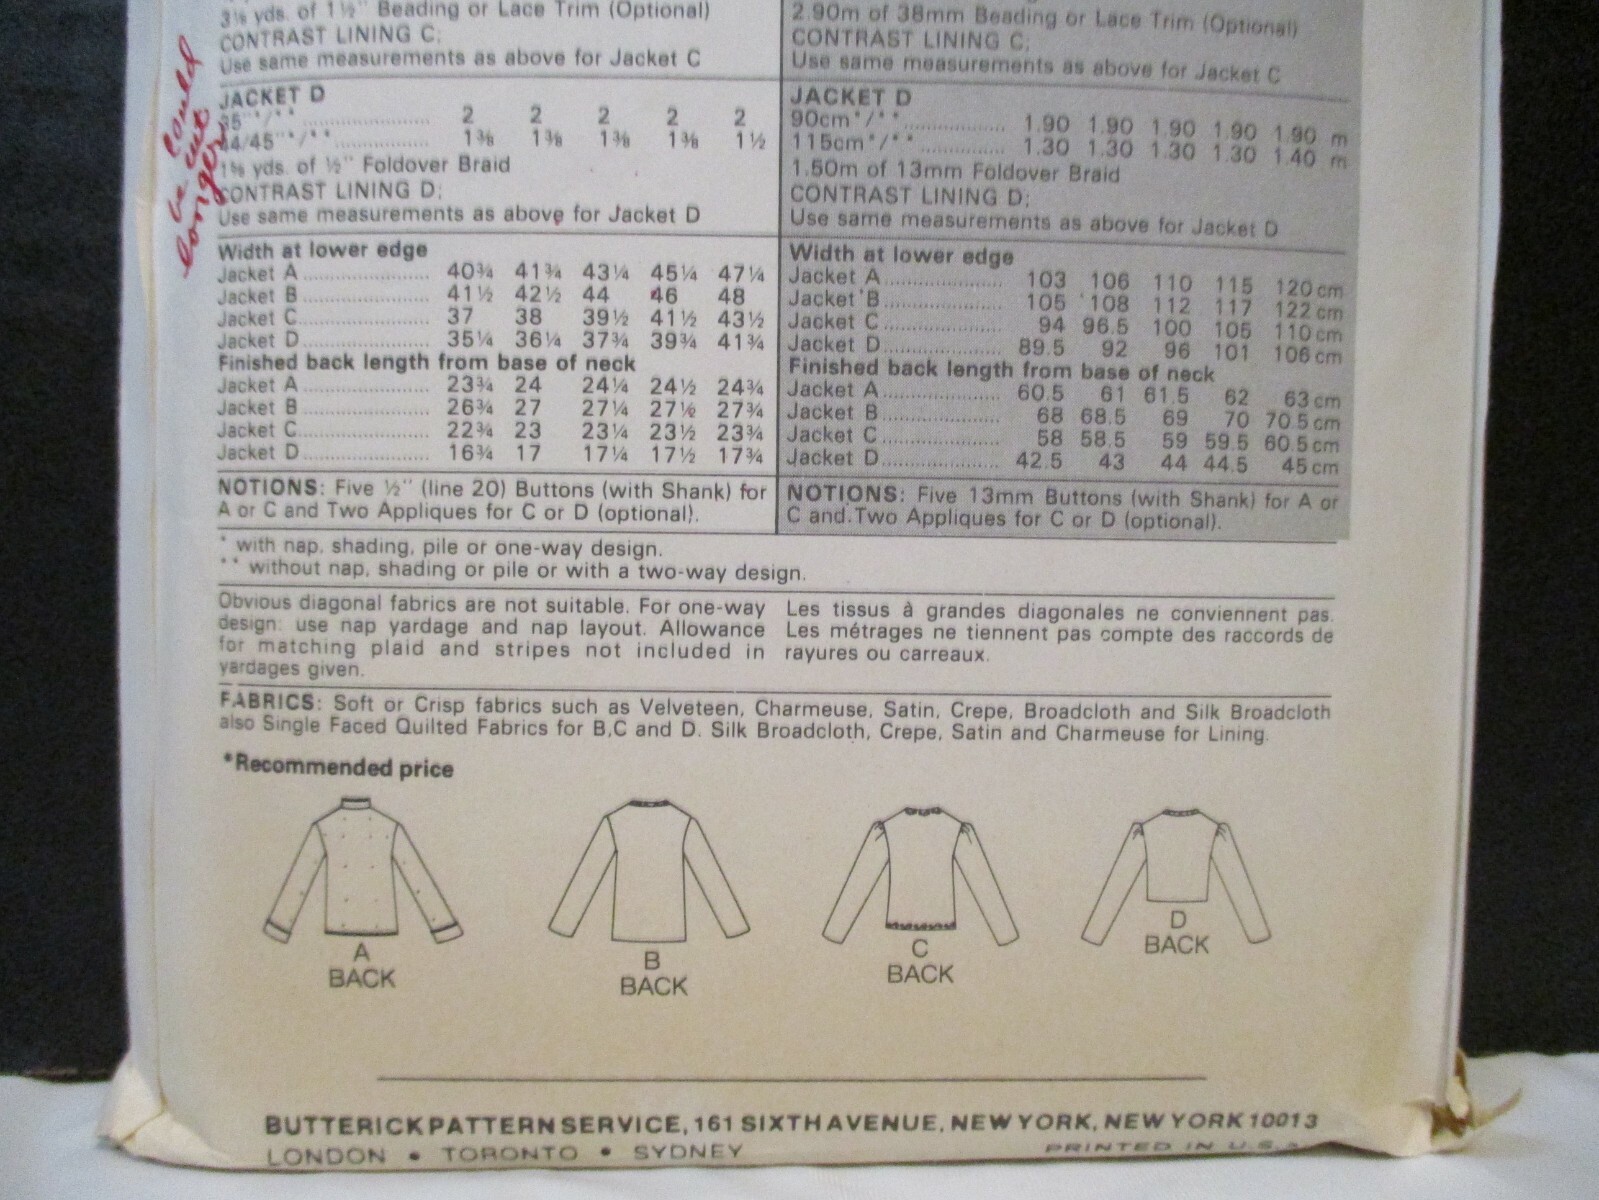 3⅛ yds. of 1½" Beading or Lace Trim (Optional)
CONTRAST LINING C:
Use same measurements as above for Jacket C
JACKET D
35"*/** 2 2 2 2 2
44/45"*/** 1⅜ 1⅜ 1⅜ 1⅜ 1½
1⅝ yds. of ½" Foldover Braid
CONTRAST LINING D:
Use same measurements as above for Jacket D
Width at lower edge
Jacket A 40¾ 41¾ 43¼ 45¼ 47¼
Jacket B 41½ 42½ 44 46 48
Jacket C 37 38 39½ 41½ 43½
Jacket D 35¼ 36¼ 37¾ 39¾ 41¾
Finished back length from base of neck
Jacket A 23¾ 24 24¼ 24½ 24¾
Jacket B 26¾ 27 27¼ 27½ 27¾
Jacket C 22¾ 23 23¼ 23½ 23¾
Jacket D 16¾ 17 17¼ 17½ 17¾
NOTIONS: Five ½" (line 20) Buttons (with Shank) for
A or C and Two Appliques for C or D (optional).
could
be cut
longer
2.90m of 38mm Beading or Lace Trim (Optional)
CONTRAST LINING C:
Use same measurements as above for Jacket C
JACKET D
90cm*/** 1.90 1.90 1.90 1.90 1.90 m
115cm*/** 1.30 1.30 1.30 1.30 1.40 m
1.50m of 13mm Foldover Braid
CONTRAST LINING D:
Use same measurements as above for Jacket D
Width at lower edge
Jacket A 103 106 110 115 120 cm
Jacket B 105 108 112 117 122 cm
Jacket C 94 96.5 100 105 110 cm
Jacket D 89.5 92 96 101 106 cm
Finished back length from base of neck
Jacket A 60.5 61 61.5 62 63 cm
Jacket B 68 68.5 69 70 70.5 cm
Jacket C 58 58.5 59 59.5 60.5 cm
Jacket D 42.5 43 44 44.5 45 cm
NOTIONS: Five 13mm Buttons (with Shank) for A or
C and Two Appliques for C or D (optional).
* with nap, shading, pile or one-way design.
** without nap, shading or pile or with a two-way design.
Obvious diagonal fabrics are not suitable. For one-way
design: use nap yardage and nap layout. Allowance
for matching plaid and stripes not included in
yardages given.
Les tissus à grandes diagonales ne conviennent pas.
Les métrages ne tiennent pas compte des raccords de
rayures ou carreaux.
FABRICS: Soft or Crisp fabrics such as Velveteen, Charmeuse, Satin, Crepe, Broadcloth and Silk Broadcloth
also Single Faced Quilted Fabrics for B,C and D. Silk Broadcloth, Crepe, Satin and Charmeuse for Lining.
*Recommended price
A
BACK
B
BACK
C
BACK
D
BACK
BUTTERICK PATTERN SERVICE, 161 SIXTH AVENUE, NEW YORK, NEW YORK 10013
LONDON • TORONTO • SYDNEY
PRINTED IN U.S.A.